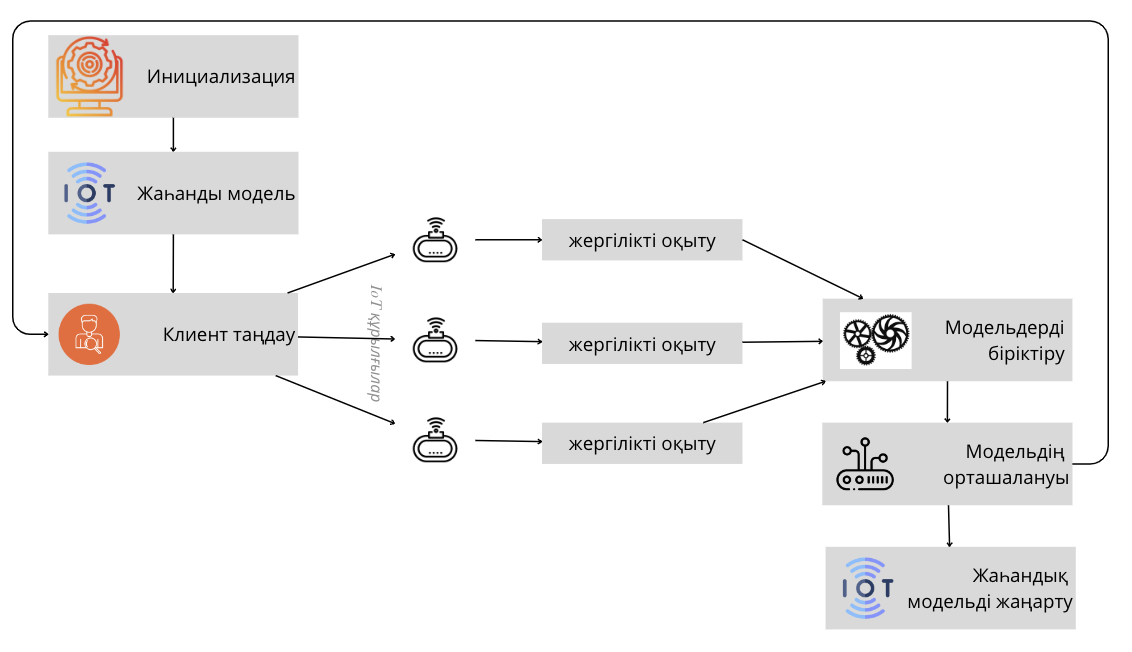 Инициализация
IOT
Жаһанды модель
Клиент таңдау
IoT құрылғылар
жергілікті оқыту
жергілікті оқыту
жергілікті оқыту
Модельдерді
біріктіру
Модельдің
орташалануы
IOT
Жаһандық
модельді жаңарту